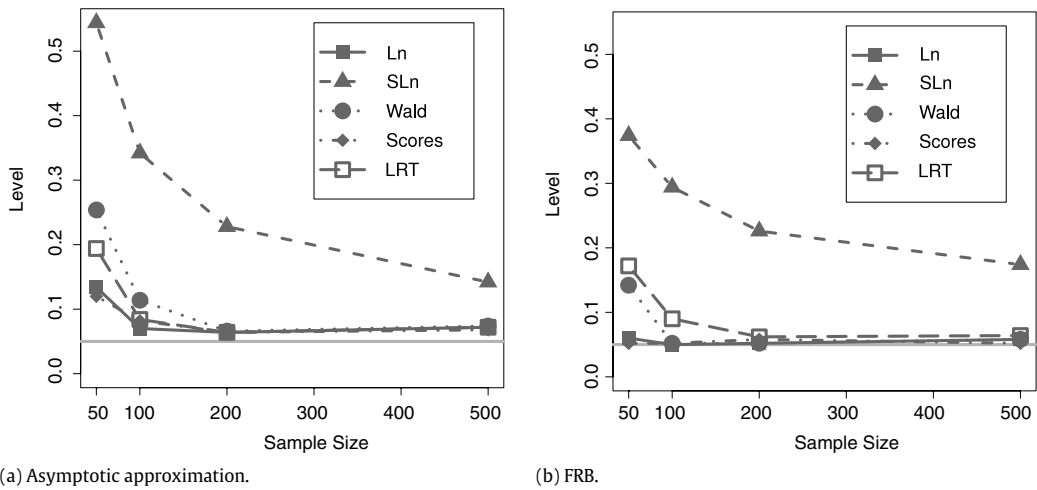 Level
0.5
0.4
0.3
0.2
0.1
0.0
Ln
SLn
Wald
Scores
LRT
50 100 200 300 400 500
Sample Size
(a) Asymptotic approximation.
Level
0.5
0.4
0.3
0.2
0.1
0.0
Ln
SLn
Wald
Scores
LRT
50 100 200 300 400 500
Sample Size
(b) FRB.